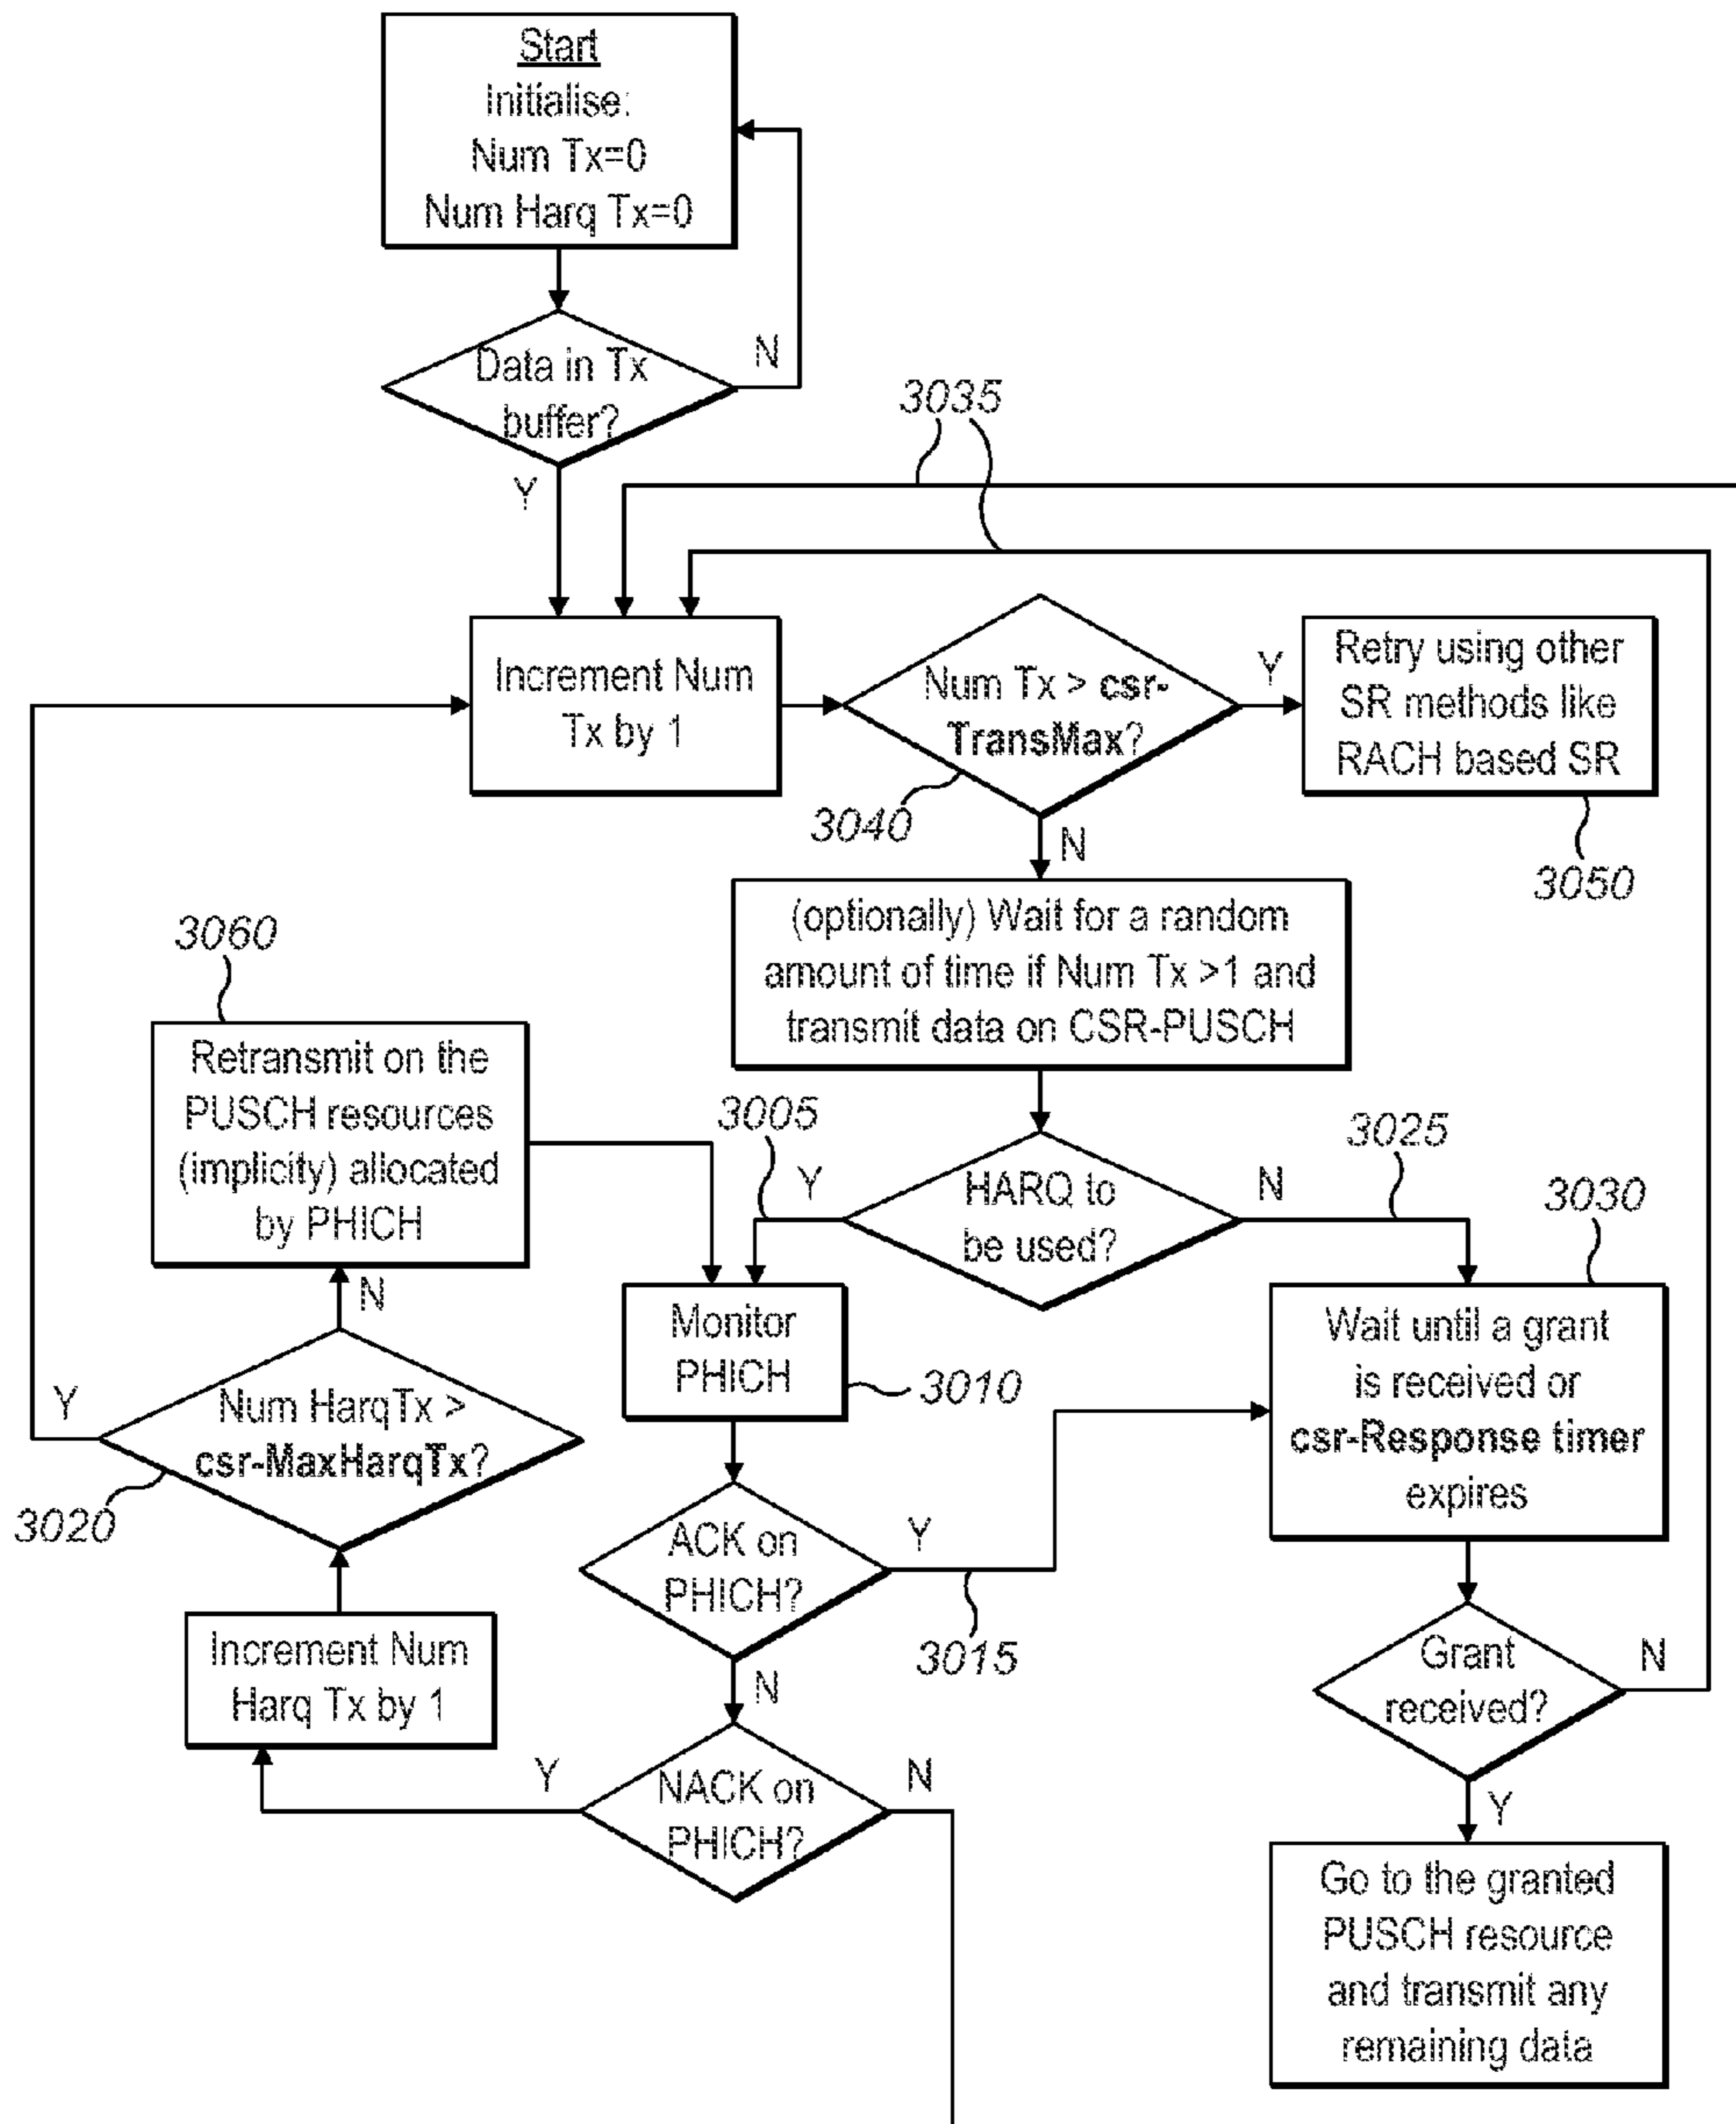 Start
Initialise:
Num Tx=0
Num Harq Tx=0
Data in Tx
buffer?
N
Y
3035
Increment Num
Tx by 1
Num Tx > csr-
TransMax?
Y
N
3040
Retry using other
SR methods like
RACH based SR
3050
(optionally) Wait for a random
amount of time if Num Tx >1 and
transmit data on CSR-PUSCH
3060
Retransmit on the
PUSCH resources
(implicity) allocated
by PHICH
3005
Y
HARQ to
be used?
N
3025
3030
N
Monitor
PHICH
3010
Wait until a grant
is received or
csr-Response timer
expires
Y
Num HarqTx >
csr-MaxHarqTx?
3020
ACK on
PHICH?
Y
3015
N
Increment Num
Harq Tx by 1
Grant
received?
N
Y
Y
NACK on
PHICH?
N
Go to the granted
PUSCH resource
and transmit any
remaining data